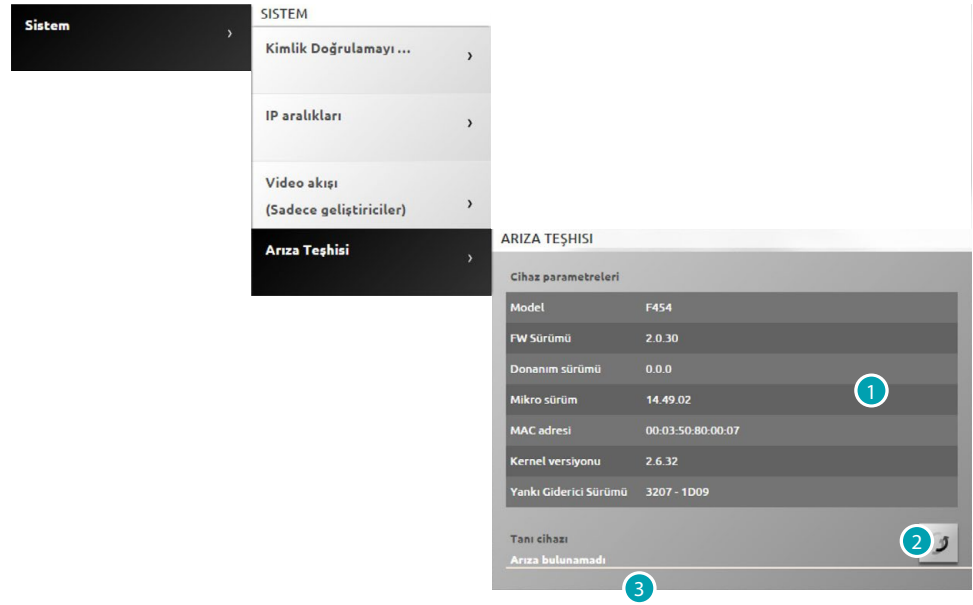 Sistem
SISTEM
Kimlik Doğrulamayı ...
IP aralıkları
Video akışı
(Sadece geliştiriciler)
Arıza Teşhisi
ARIZA TEŞHISI
Cihaz parametreleri
Model F454
FW Sürümü 2.0.30
Donanım sürümü 0.0.0
1
Mikro sürüm 14.49.02
MAC adresi 00:03:50:80:00:07
Kernel versiyonu 2.6.32
Yankı Giderici Sürümü 3207 - 1D09
Tanı cihazı
2
Arıza bulunamadı
3